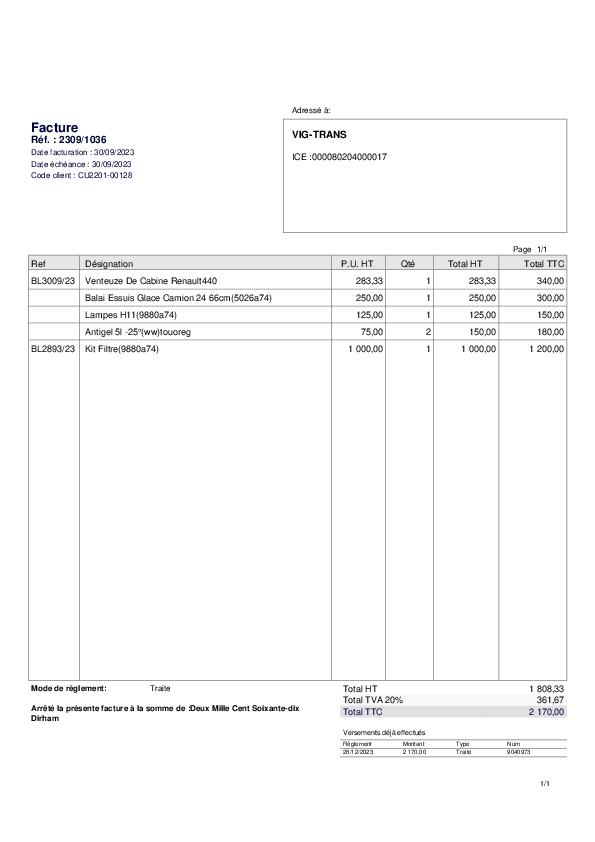 Adressé à:
Facture
Réf. : 2309/1036
Date facturation : 30/09/2023
Date échéance : 30/09/2023
Code client : CU2201-00128
VIG-TRANS
ICE :000080204000017
Page 1/1
Ref Désignation P.U. HT Qté Total HT Total TTC
BL3009/23 Venteuze De Cabine Renault440 283,33 1 283,33 340,00
Balai Essuis Glace Camion 24 66cm(5026a74) 250,00 1 250,00 300,00
Lampes H11(9880a74) 125,00 1 125,00 150,00
Antigel 5l -25°(ww)touoreg 75,00 2 150,00 180,00
BL2893/23 Kit Filtre(9880a74) 1 000,00 1 1 000,00 1 200,00
Mode de règlement: Traite
Total HT 1 808,33
Total TVA 20% 361,67
Total TTC 2 170,00
Arrêté la présente facture à la somme de :Deux Mille Cent Soixante-dix
Dirham
Versements déjà effectués
Règlement Montant Type Num
28/12/2023 2 170,00 Traite 9040973
1/1